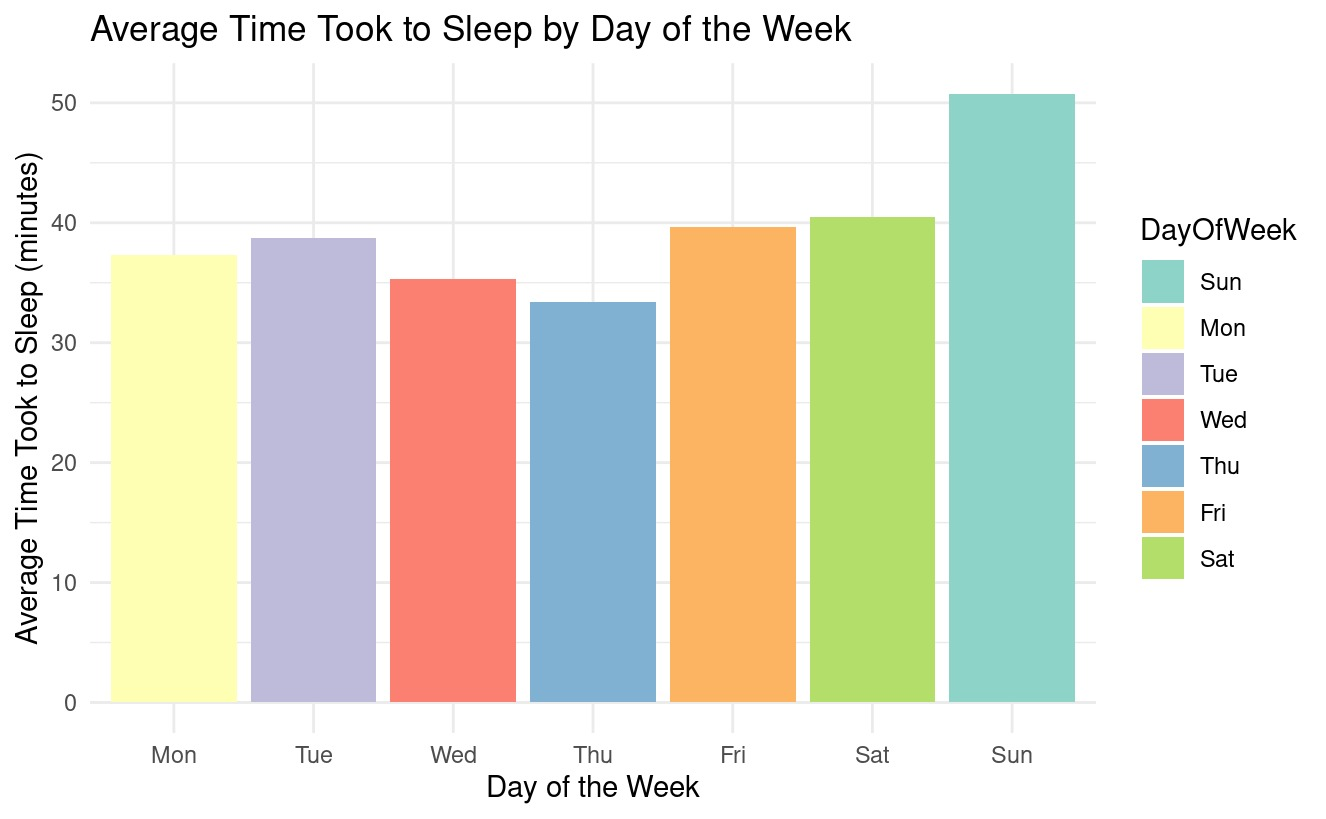 Average Time Took to Sleep by Day of the Week
Average Time Took to Sleep (minutes)
50
40
30
20
10
0
Mon Tue Wed Thu Fri Sat Sun
Day of the Week
DayOfWeek
Sun
Mon
Tue
Wed
Thu
Fri
Sat